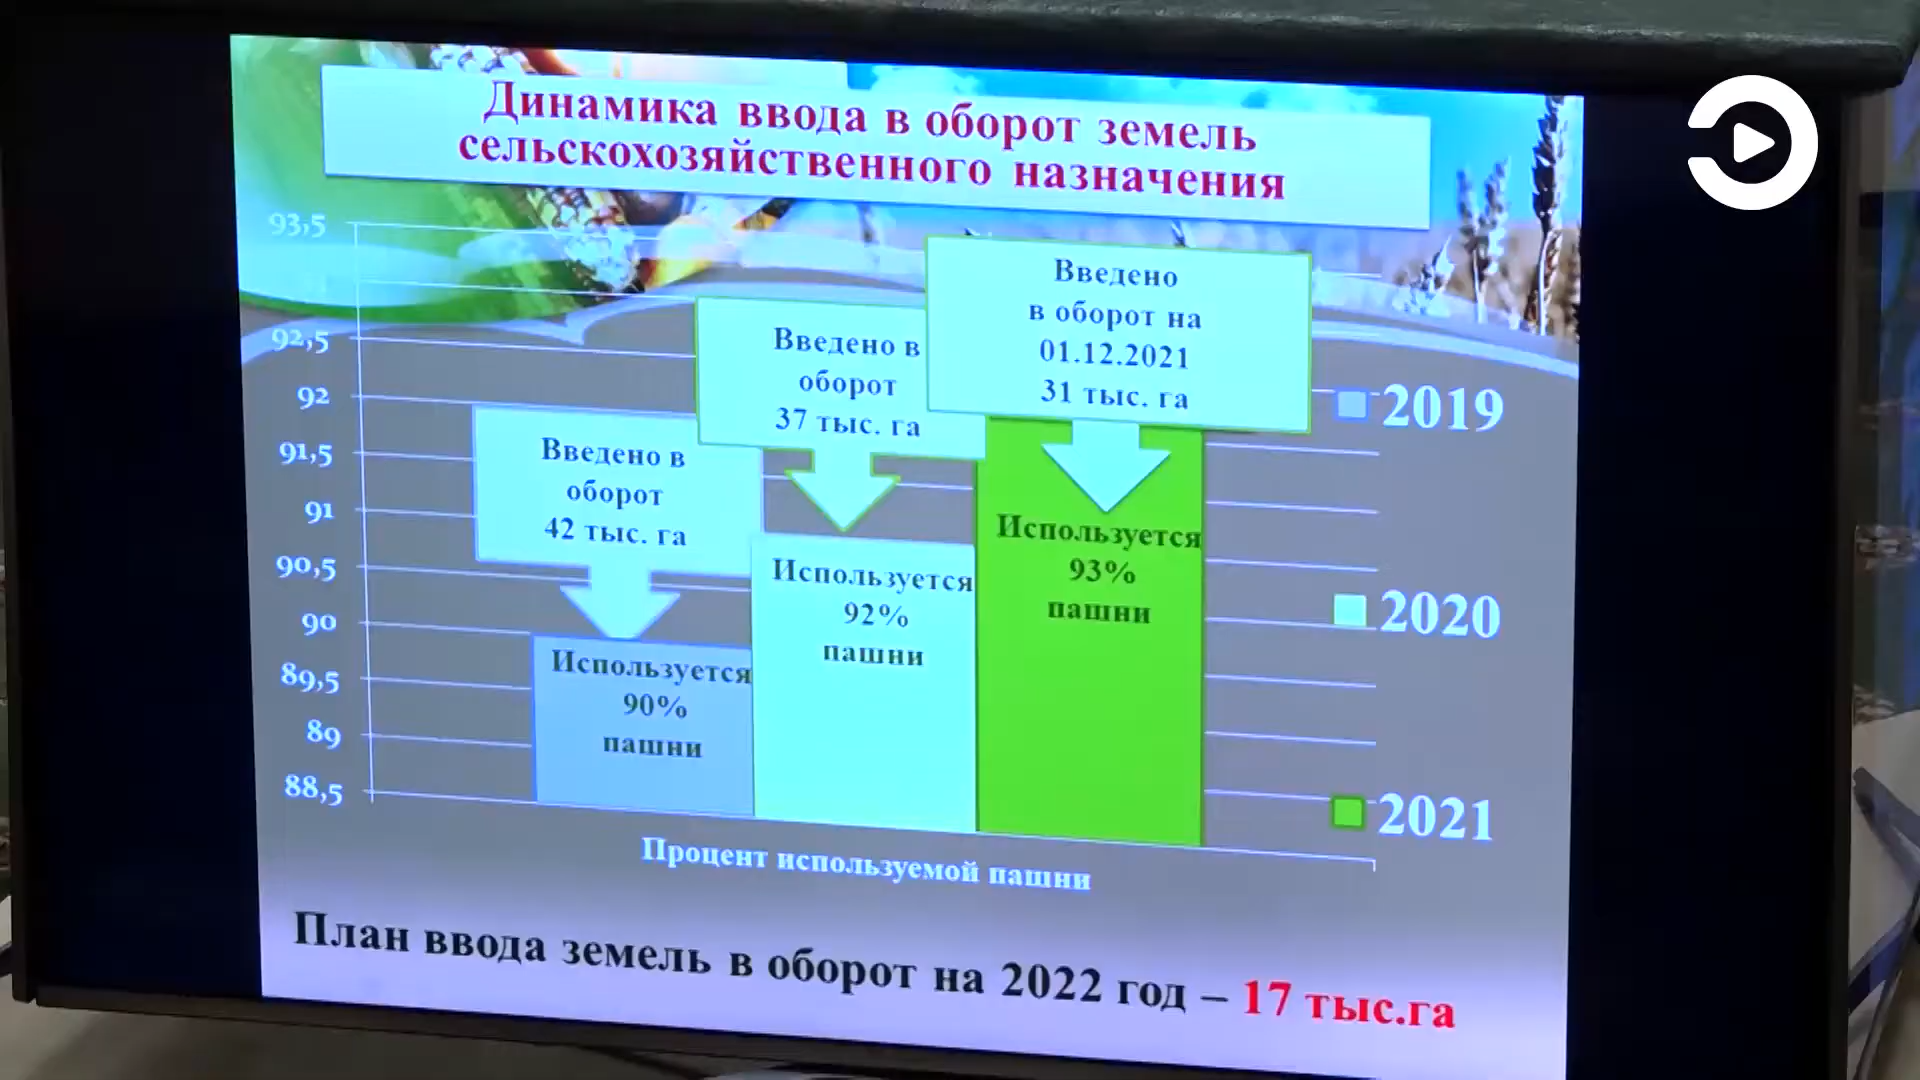 Динамика ввода в оборот земель
сельскохозяйственного назначения
93,5
92,5
92
91,5
91
90,5
90
89,5
89
88,5
Введено в
оборот
42 тыс. га
Введено в
оборот
37 тыс. га
Введено
в оборот на
01.12.2021
31 тыс. га
Используется
90%
пашни
Используется
92%
пашни
Используется
93%
пашни
2019
2020
2021
Процент используемой пашни
План ввода земель в оборот на 2022 год – 17 тыс.га